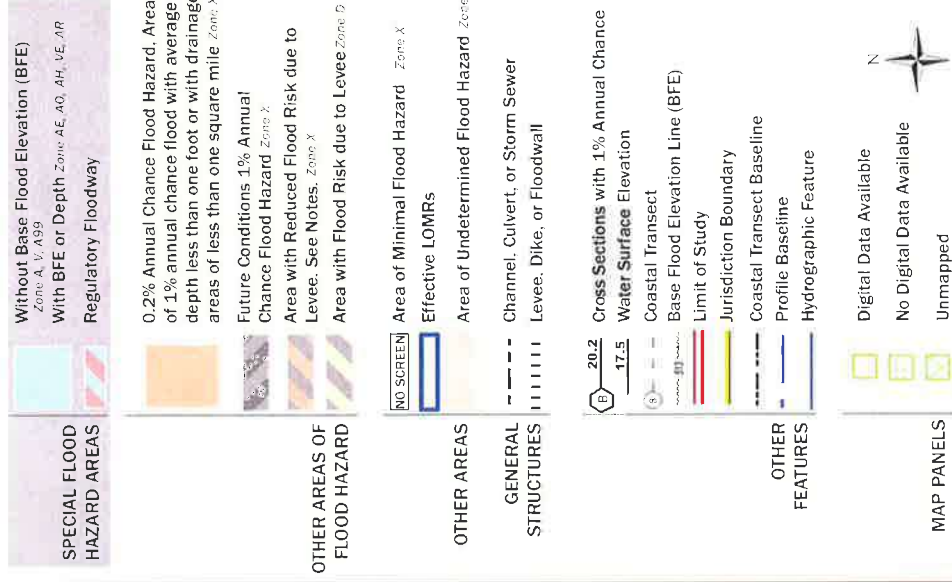 SPECIAL FLOOD
HAZARD AREAS
Without Base Flood Elevation (BFE)
Zone A, V, A99
With BFE or Depth Zone AE, AO, AH, VE, AR
Regulatory Floodway
OTHER AREAS OF
FLOOD HAZARD
0.2% Annual Chance Flood Hazard, Area
of 1% annual chance flood with average
depth less than one foot or with drainage
areas of less than one square mile Zone X
Future Conditions 1% Annual
Chance Flood Hazard Zone X
Area with Reduced Flood Risk due to
Levee. See Notes. Zone X
Area with Flood Risk due to Levee Zone D
OTHER AREAS
NO SCREEN Area of Minimal Flood Hazard Zone X
Effective LOMRs
Area of Undetermined Flood Hazard Zone
GENERAL
STRUCTURES
Channel, Culvert, or Storm Sewer
Levee, Dike, or Floodwall
OTHER
FEATURES
B 20.2 Cross Sections with 1% Annual Chance
17.5 Water Surface Elevation
8 Coastal Transect
513 Base Flood Elevation Line (BFE)
Limit of Study
Jurisdiction Boundary
Coastal Transect Baseline
Profile Baseline
Hydrographic Feature
MAP PANELS
Digital Data Available
No Digital Data Available
Unmapped
N